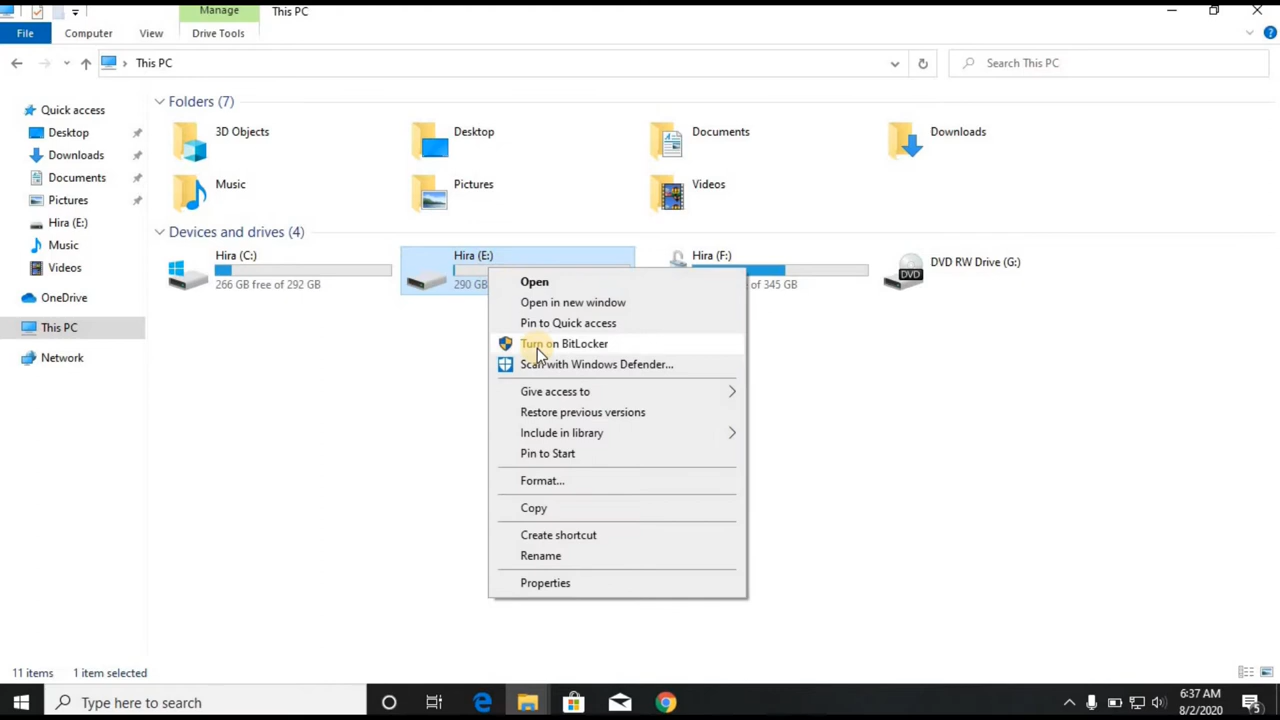 Manage
This PC
File
Computer
View
Drive Tools
This PC
Search This PC
Quick access
Desktop
Downloads
Documents
Pictures
Hira (E:)
Music
Videos
OneDrive
This PC
Network
Folders (7)
3D Objects
Desktop
Documents
Downloads
Music
Pictures
Videos
Devices and drives (4)
Hira (C:)
266 GB free of 292 GB
Hira (E:)
290 GB
Hira (F:)
of 345 GB
DVD RW Drive (G:)
DVD
Open
Open in new window
Pin to Quick access
Turn on BitLocker
Scan with Windows Defender...
Give access to
Restore previous versions
Include in library
Pin to Start
Format...
Copy
Create shortcut
Rename
Properties
11 items
1 item selected
Type here to search
6:37 AM
8/2/2020
5